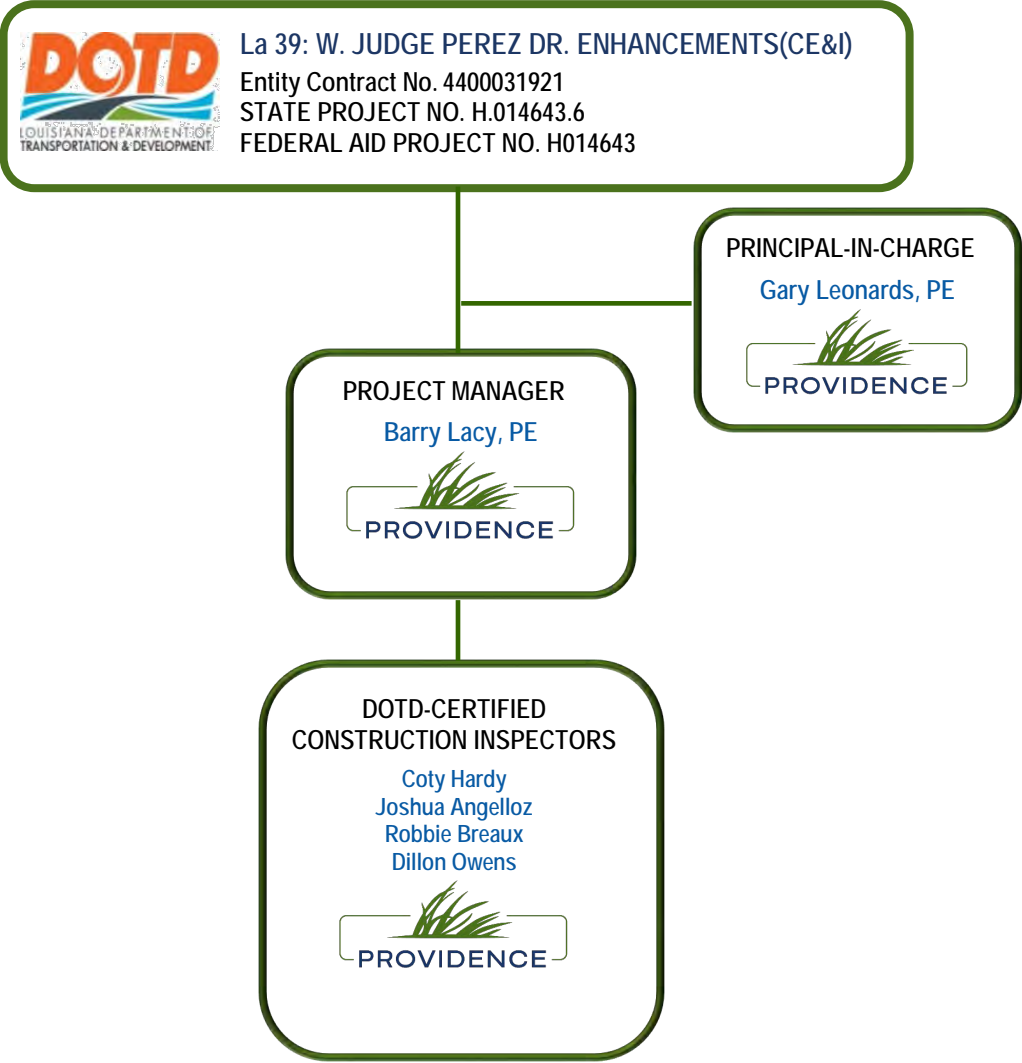 DOTD
LOUISIANA DEPARTMENT OF
TRANSPORTATION & DEVELOPMENT
La 39: W. JUDGE PEREZ DR. ENHANCEMENTS(CE&I)
Entity Contract No. 4400031921
STATE PROJECT NO. H.014643.6
FEDERAL AID PROJECT NO. H014643
PRINCIPAL-IN-CHARGE
Gary Leonards, PE
PROVIDENCE
PROJECT MANAGER
Barry Lacy, PE
PROVIDENCE
DOTD-CERTIFIED
CONSTRUCTION INSPECTORS
Coty Hardy
Joshua Angelloz
Robbie Breaux
Dillon Owens
PROVIDENCE